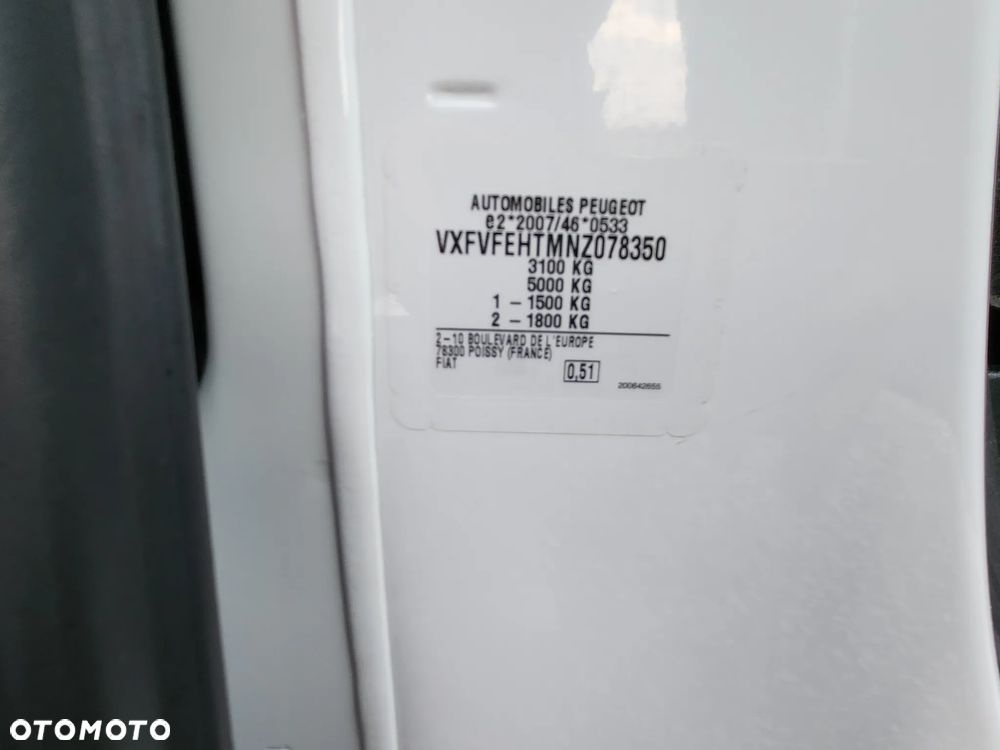 AUTOMOBILES PEUGEOT
e2*2007/46*0533
VXFVFEHTMNZ078350
3100 KG
5000 KG
1 - 1500 KG
2 - 1800 KG
2-10 BOULEVARD DE L'EUROPE
78300 POISSY (FRANCE)
FIAT
0,51
200642655
OTOMOTO